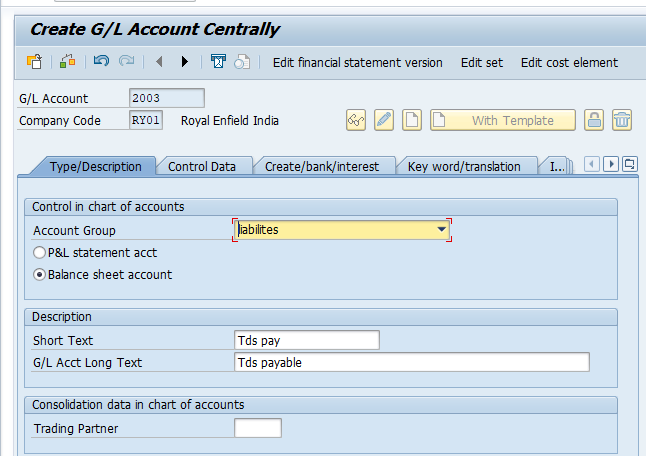 Create G/L Account Centrally
Edit financial statement version Edit set Edit cost element
G/L Account 2003
Company Code RY01 Royal Enfield India With Template
Type/Description Control Data Create/bank/interest Key word/translation I...
Control in chart of accounts
Account Group liabilites
P&L statement acct
Balance sheet account
Description
Short Text Tds pay
G/L Acct Long Text Tds payable
Consolidation data in chart of accounts
Trading Partner